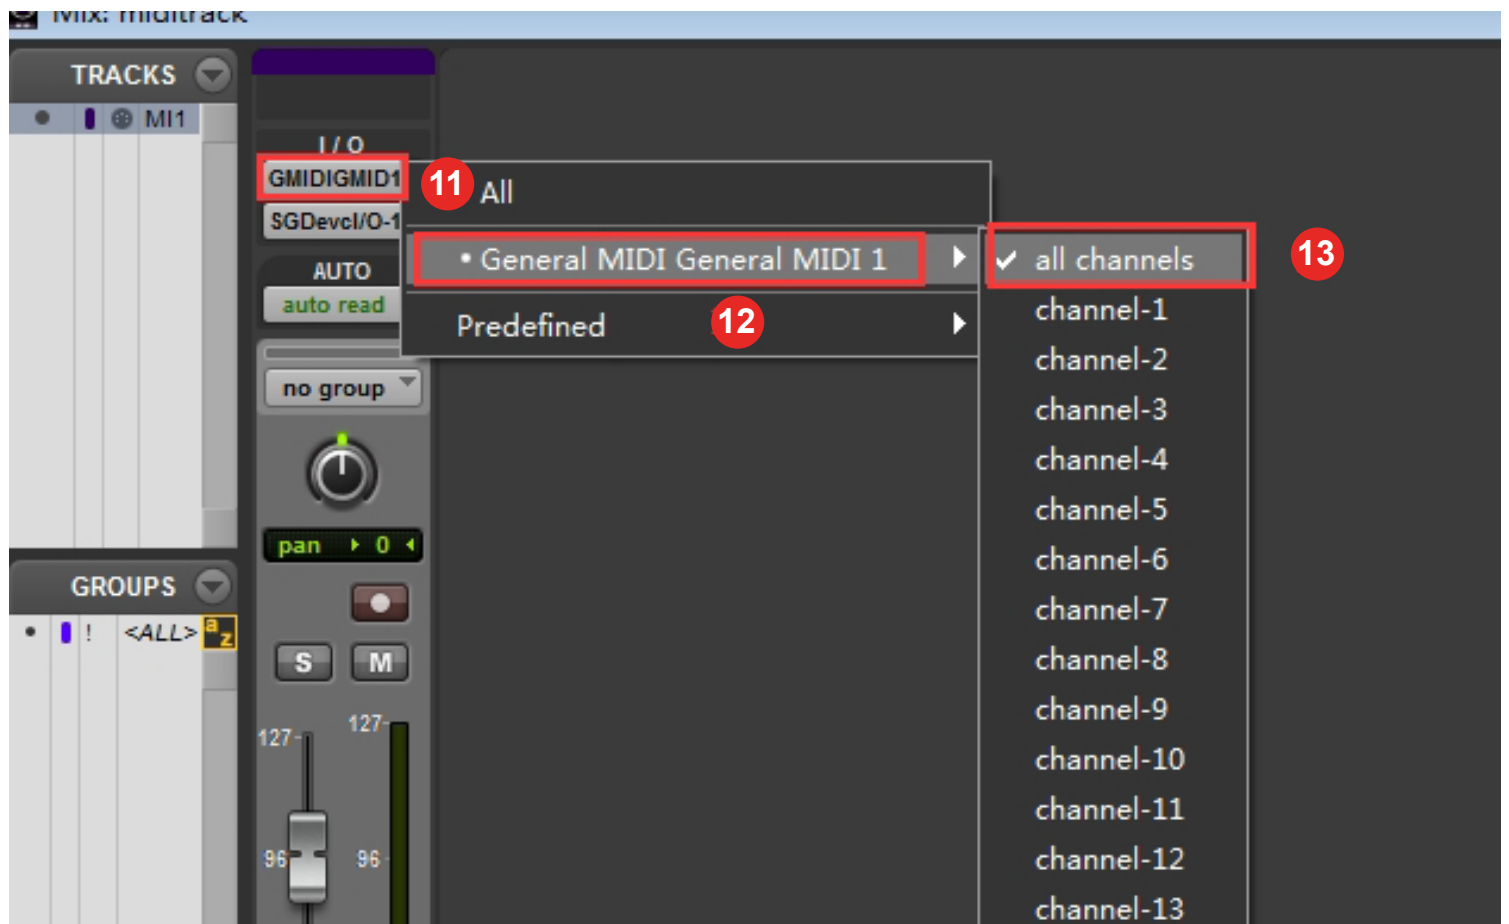 Mix: miditrack
TRACKS
MI1
I / O
GMIDIGMID1
SGDevcI/O-1
AUTO
auto read
no group
pan 0
S M
127 127
96 96
GROUPS
! <ALL> a z
11
All
• General MIDI General MIDI 1
12
Predefined
13
all channels
channel-1
channel-2
channel-3
channel-4
channel-5
channel-6
channel-7
channel-8
channel-9
channel-10
channel-11
channel-12
channel-13